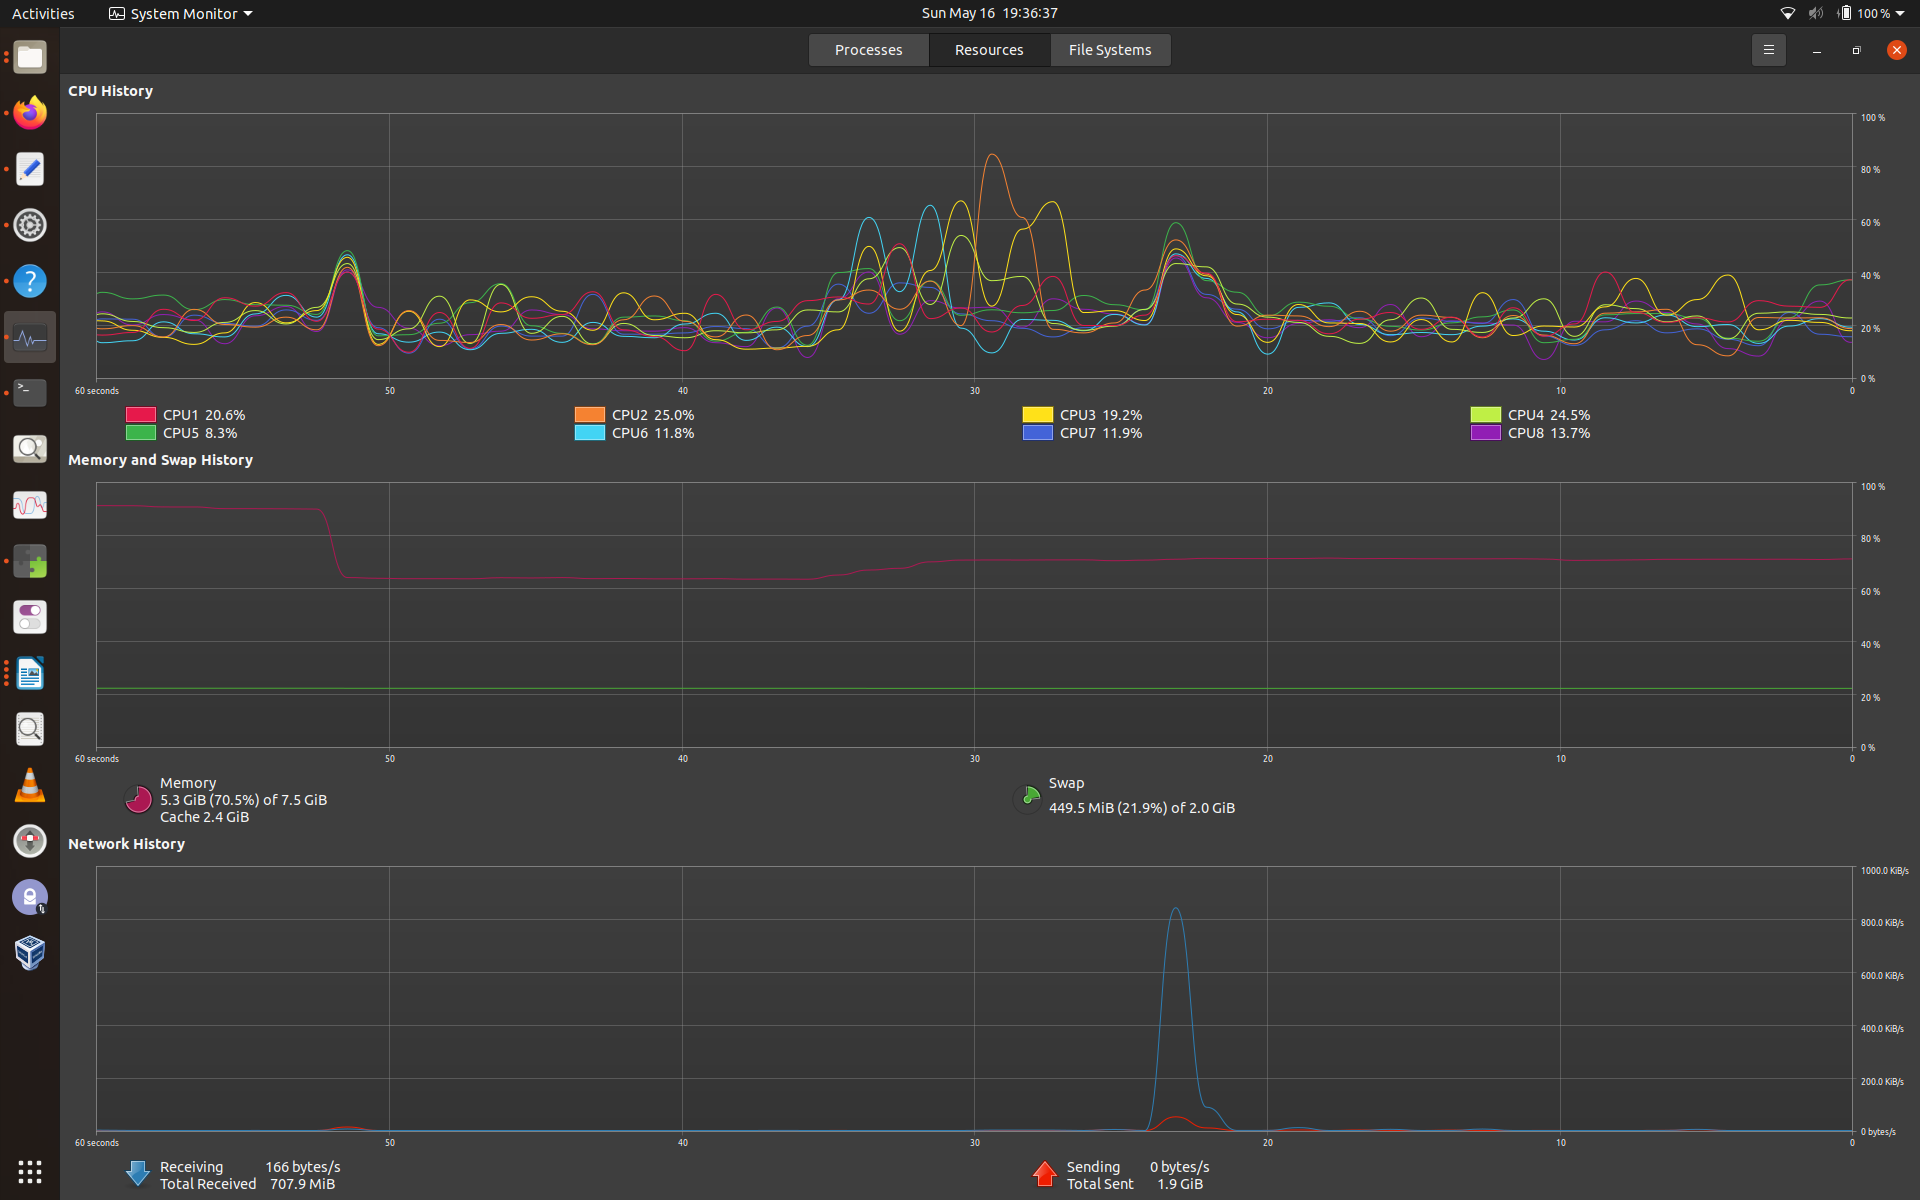 Activities System Monitor Sun May 16 19:36:37 100 %
Processes Resources File Systems
CPU History
100 %
80 %
60 %
40 %
20 %
0 %
60 seconds 50 40 30 20 10 0
CPU1 20.6% CPU2 25.0% CPU3 19.2% CPU4 24.5%
CPU5 8.3% CPU6 11.8% CPU7 11.9% CPU8 13.7%
Memory and Swap History
100 %
80 %
60 %
40 %
20 %
0 %
60 seconds 50 40 30 20 10 0
Memory
5.3 GiB (70.5%) of 7.5 GiB
Cache 2.4 GiB
Swap
449.5 MiB (21.9%) of 2.0 GiB
Network History
1000.0 KiB/s
800.0 KiB/s
600.0 KiB/s
400.0 KiB/s
200.0 KiB/s
0 bytes/s
60 seconds 50 40 30 20 10 0
Receiving 166 bytes/s
Total Received 707.9 MiB
Sending 0 bytes/s
Total Sent 1.9 GiB